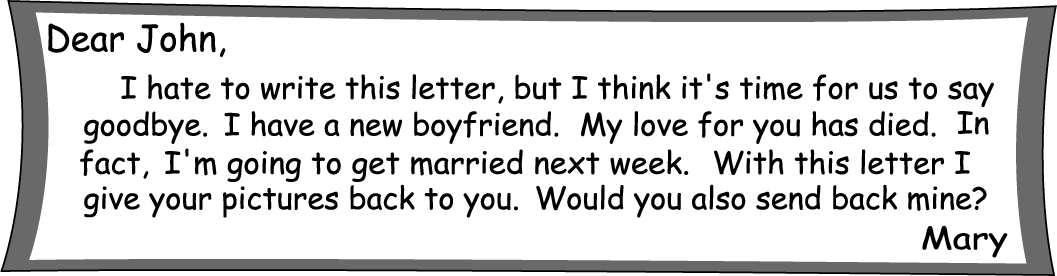 Dear John,
I hate to write this letter, but I think it's time for us to say
goodbye. I have a new boyfriend. My love for you has died. In
fact, I'm going to get married next week. With this letter I
give your pictures back to you. Would you also send back mine?
Mary